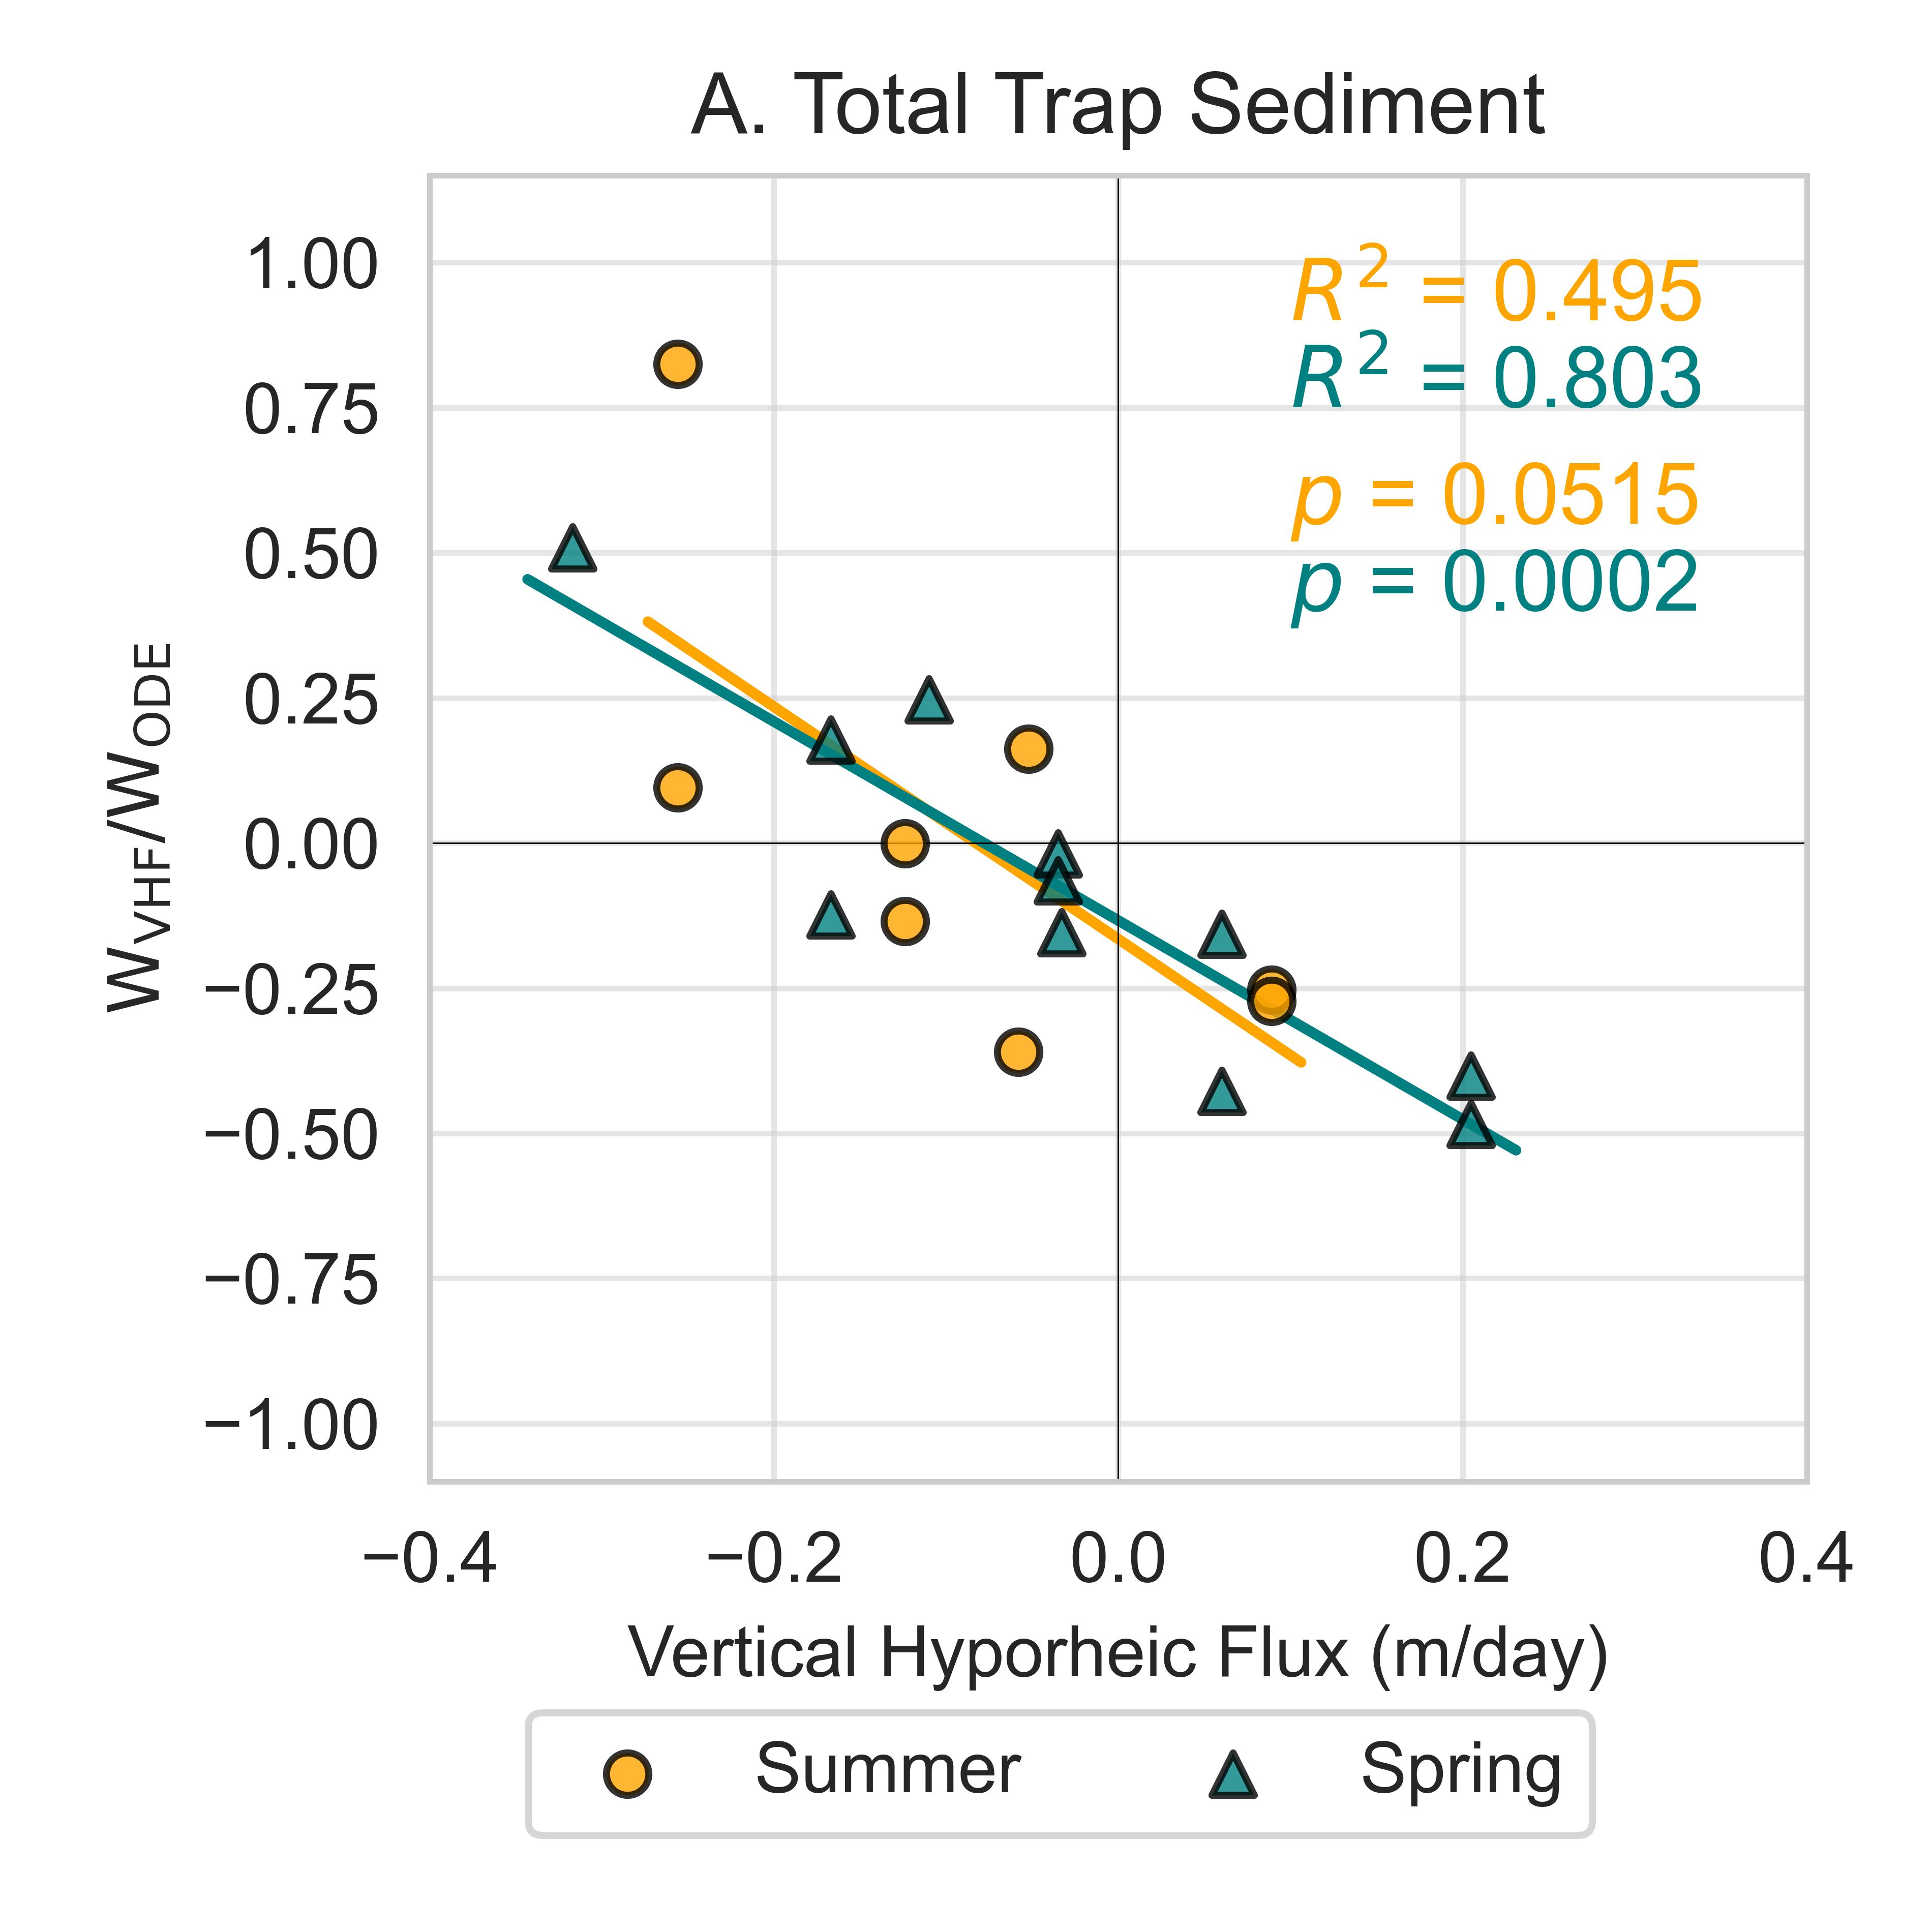 A. Total Trap Sediment
R² = 0.495
R² = 0.803
p = 0.0515
p = 0.0002
1.00
0.75
0.50
0.25
0.00
−0.25
−0.50
−0.75
−1.00
W_VHF/W_ODE
−0.4 −0.2 0.0 0.2 0.4
Vertical Hyporheic Flux (m/day)
Summer Spring